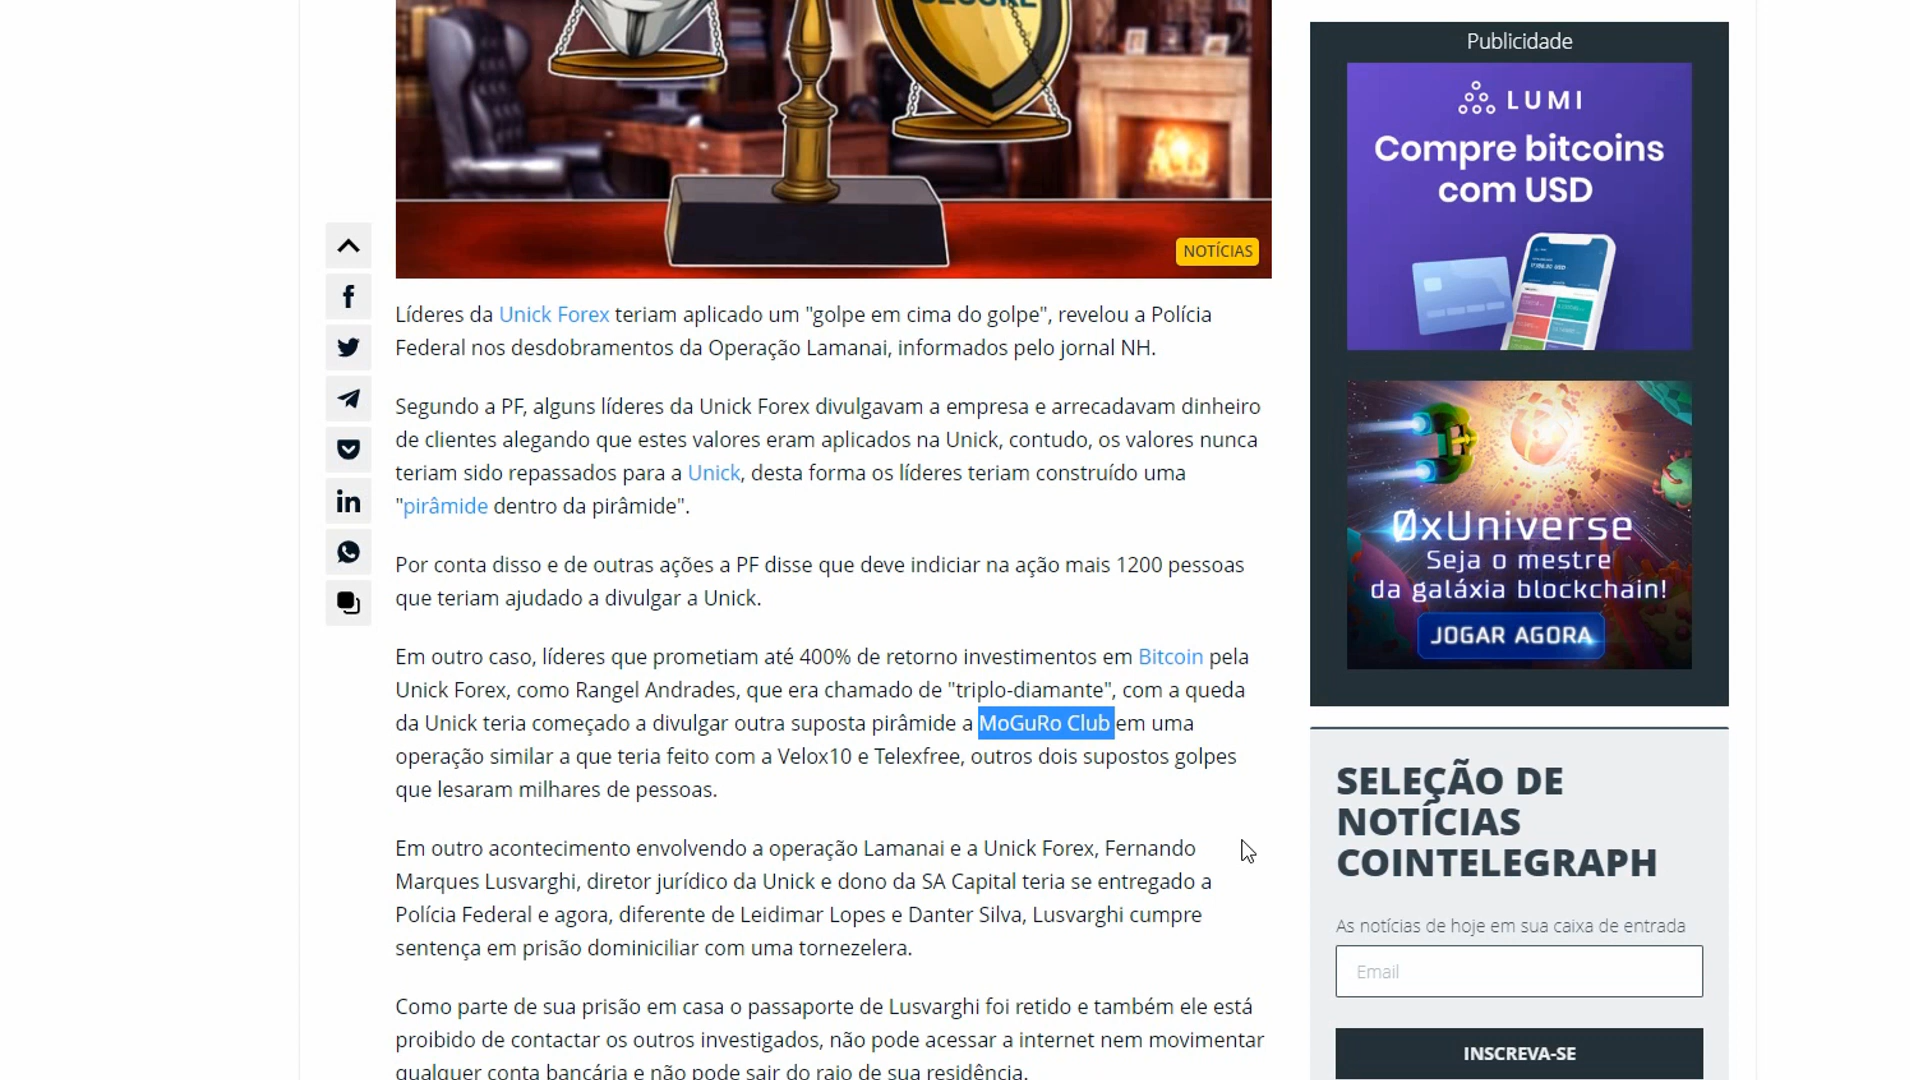 NOTÍCIAS
Líderes da Unick Forex teriam aplicado um "golpe em cima do golpe", revelou a Polícia
Federal nos desdobramentos da Operação Lamanai, informados pelo jornal NH.
Segundo a PF, alguns líderes da Unick Forex divulgavam a empresa e arrecadavam dinheiro
de clientes alegando que estes valores eram aplicados na Unick, contudo, os valores nunca
teriam sido repassados para a Unick, desta forma os líderes teriam construído uma
"pirâmide dentro da pirâmide".
Por conta disso e de outras ações a PF disse que deve indiciar na ação mais 1200 pessoas
que teriam ajudado a divulgar a Unick.
Em outro caso, líderes que prometiam até 400% de retorno investimentos em Bitcoin pela
Unick Forex, como Rangel Andrades, que era chamado de "triplo-diamante", com a queda
da Unick teria começado a divulgar outra suposta pirâmide a MoGuRo Club em uma
operação similar a que teria feito com a Velox10 e Telexfree, outros dois supostos golpes
que lesaram milhares de pessoas.
Em outro acontecimento envolvendo a operação Lamanai e a Unick Forex, Fernando
Marques Lusvarghi, diretor jurídico da Unick e dono da SA Capital teria se entregado a
Polícia Federal e agora, diferente de Leidimar Lopes e Danter Silva, Lusvarghi cumpre
sentença em prisão dominiciliar com uma tornezelera.
Como parte de sua prisão em casa o passaporte de Lusvarghi foi retido e também ele está
proibido de contactar os outros investigados, não pode acessar a internet nem movimentar
qualquer conta bancária e não pode sair do raio de sua residência.
Publicidade
LUMI
Compre bitcoins
com USD
0xUniverse
Seja o mestre
da galáxia blockchain!
JOGAR AGORA
SELEÇÃO DE
NOTÍCIAS
COINTELEGRAPH
As notícias de hoje em sua caixa de entrada
Email
INSCREVA-SE